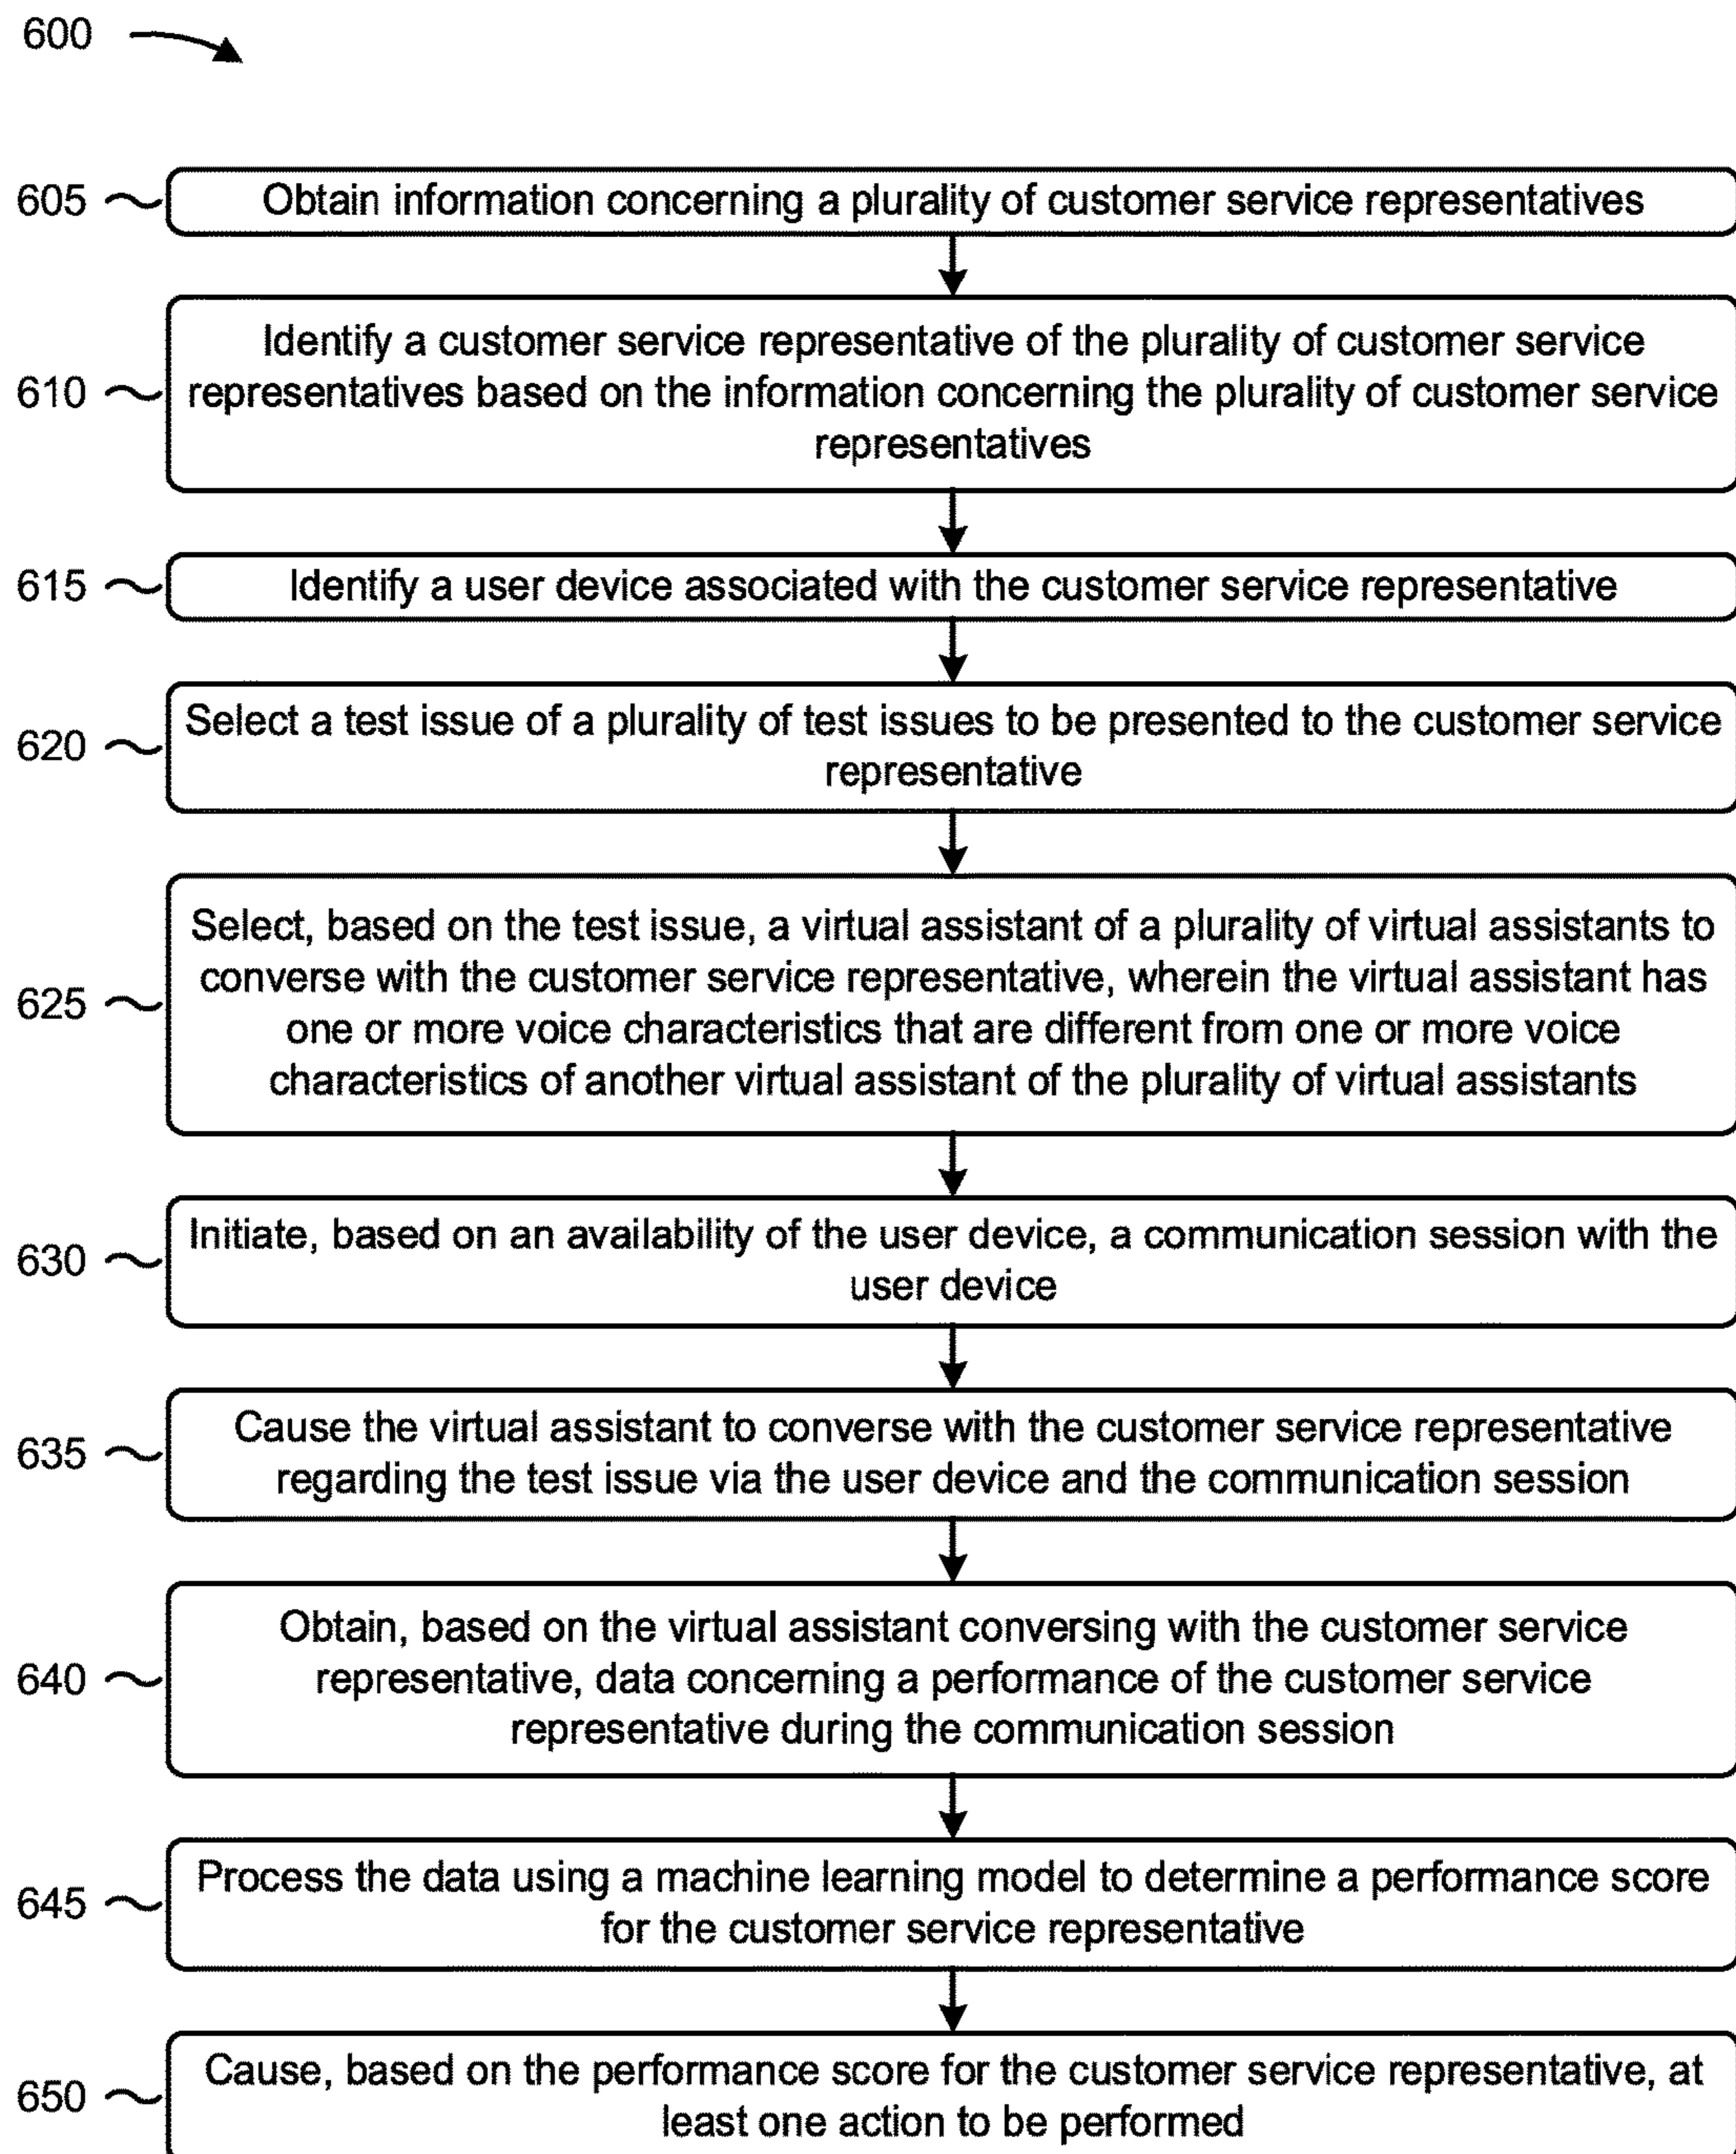 600
605
Obtain information concerning a plurality of customer service representatives
610
Identify a customer service representative of the plurality of customer service
representatives based on the information concerning the plurality of customer service
representatives
615
Identify a user device associated with the customer service representative
620
Select a test issue of a plurality of test issues to be presented to the customer service
representative
625
Select, based on the test issue, a virtual assistant of a plurality of virtual assistants to
converse with the customer service representative, wherein the virtual assistant has
one or more voice characteristics that are different from one or more voice
characteristics of another virtual assistant of the plurality of virtual assistants
630
Initiate, based on an availability of the user device, a communication session with the
user device
635
Cause the virtual assistant to converse with the customer service representative
regarding the test issue via the user device and the communication session
640
Obtain, based on the virtual assistant conversing with the customer service
representative, data concerning a performance of the customer service
representative during the communication session
645
Process the data using a machine learning model to determine a performance score
for the customer service representative
650
Cause, based on the performance score for the customer service representative, at
least one action to be performed